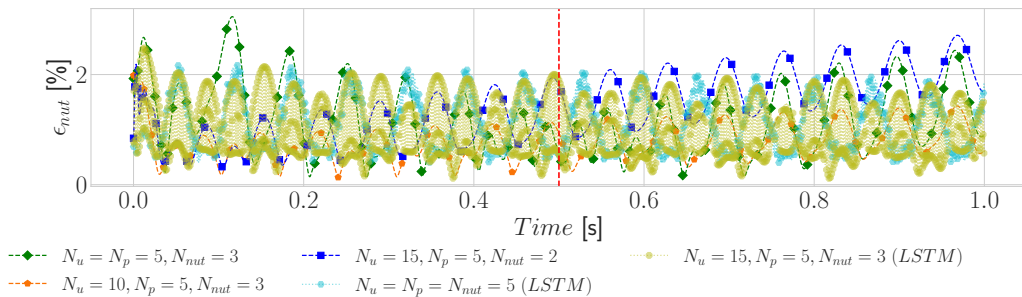 ϵ_nut [%]
2
0
0.0 0.2 0.4 0.6 0.8 1.0
Time [s]
N_u = N_p = 5, N_nut = 3
N_u = 15, N_p = 5, N_nut = 2
N_u = 15, N_p = 5, N_nut = 3 (LSTM)
N_u = 10, N_p = 5, N_nut = 3
N_u = N_p = N_nut = 5 (LSTM)